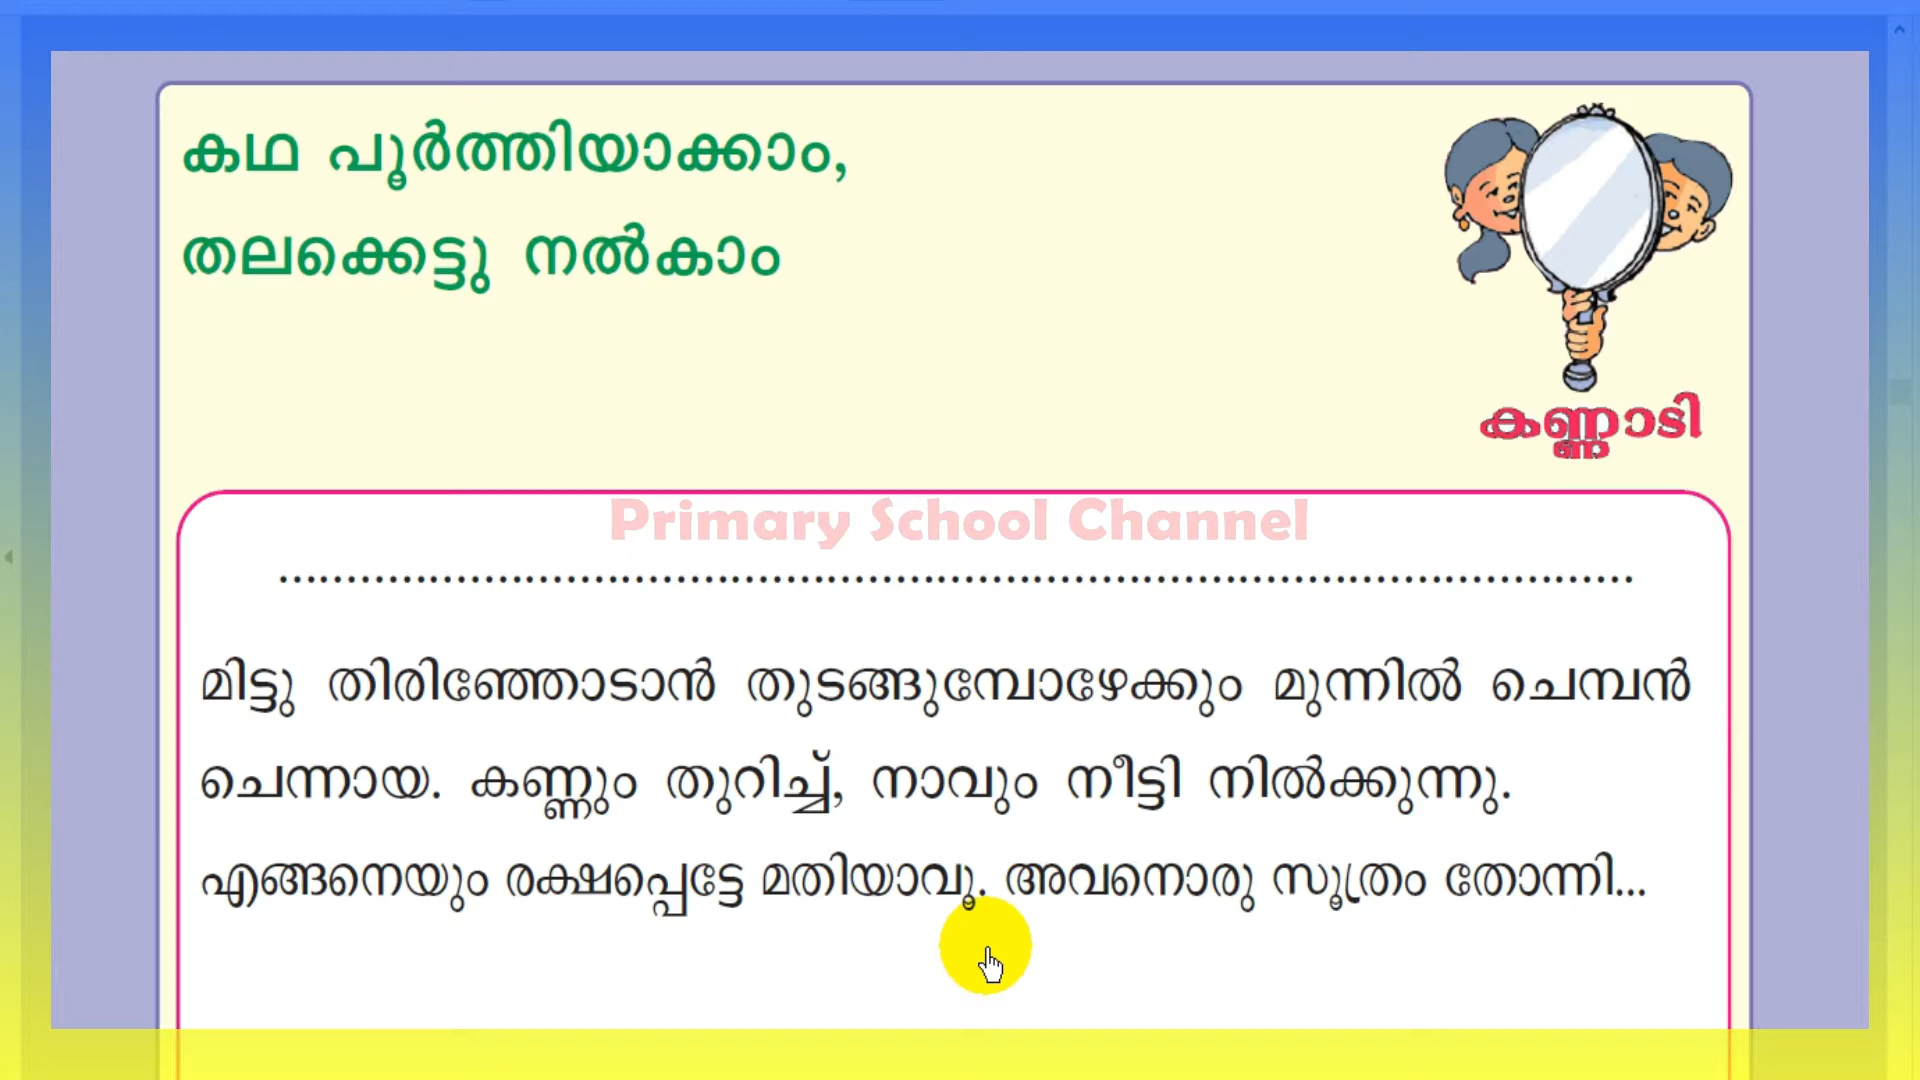 കഥ പൂർത്തിയാക്കാം,
തലക്കെട്ടു നൽകാം
കണ്ണാടി
Primary School Channel
..........................................................................................
മിട്ടു തിരിഞ്ഞോടാൻ തുടങ്ങുമ്പോഴേക്കും മുന്നിൽ ചെമ്പൻ
ചെന്നായ. കണ്ണും തുറിച്ച്, നാവും നീട്ടി നിൽക്കുന്നു.
എങ്ങനെയും രക്ഷപ്പെട്ടേ മതിയാവൂ. അവനൊരു സൂത്രം തോന്നി...